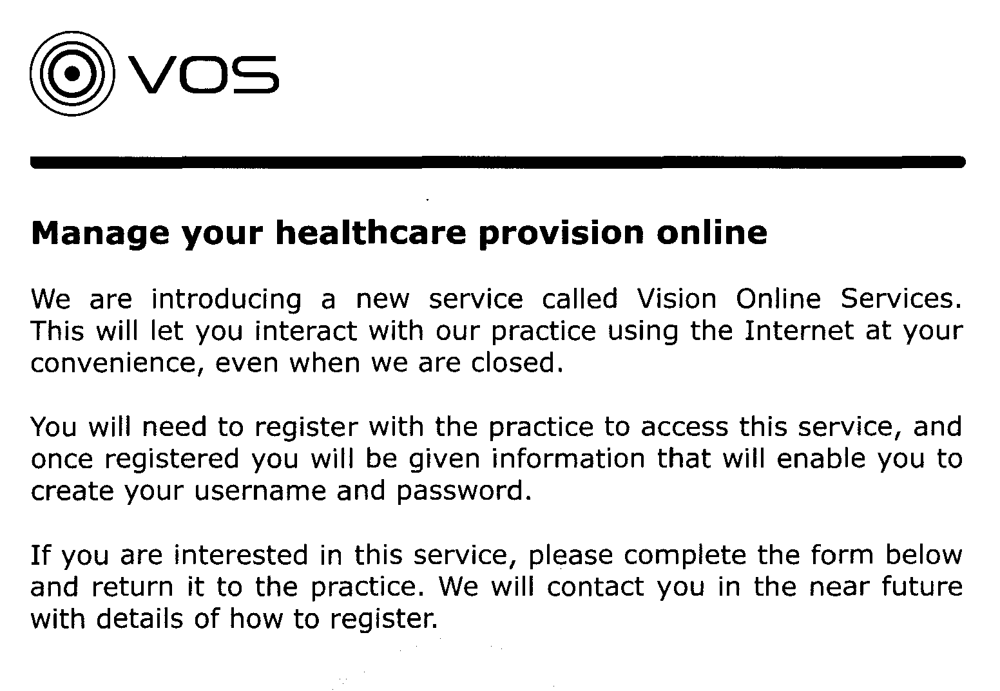 VOS
Manage your healthcare provision online
We are introducing a new service called Vision Online Services.
This will let you interact with our practice using the Internet at your
convenience, even when we are closed.
You will need to register with the practice to access this service, and
once registered you will be given information that will enable you to
create your username and password.
If you are interested in this service, please complete the form below
and return it to the practice. We will contact you in the near future
with details of how to register.